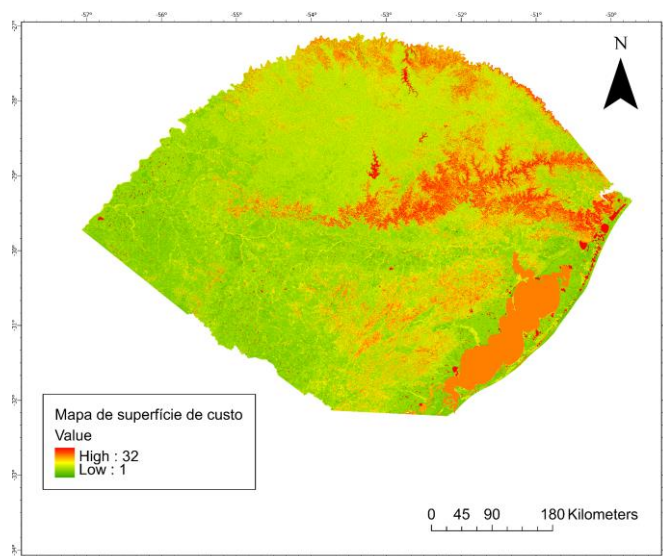 -57° -56° -55° -54° -53° -52° -51° -50°
N
Mapa de superfície de custo
Value
High : 32
Low : 1
0 45 90 180 Kilometers